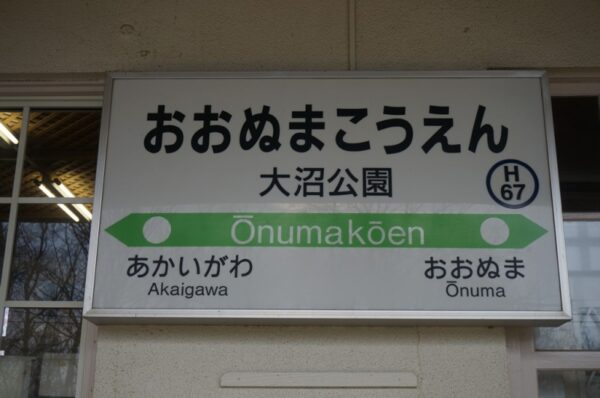 おおぬまこうえん
大沼公園
H
67
Ōnumakōen
あかいがわ
Akaigawa
おおぬま
Ōnuma